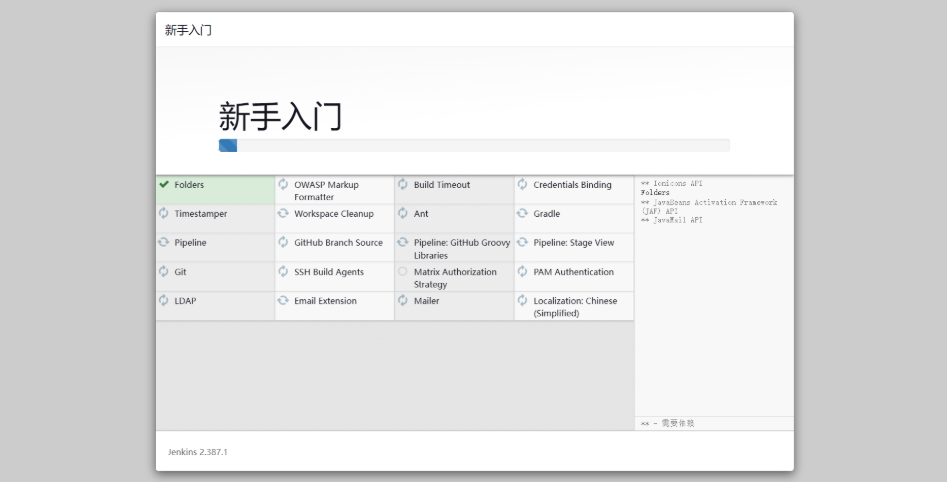 新手入门
新手入门
Folders
OWASP Markup
Formatter
Build Timeout
Credentials Binding
Timestamper
Workspace Cleanup
Ant
Gradle
Pipeline
GitHub Branch Source
Pipeline: GitHub Groovy
Libraries
Pipeline: Stage View
Git
SSH Build Agents
Matrix Authorization
Strategy
PAM Authentication
LDAP
Email Extension
Mailer
Localization: Chinese
(Simplified)
** Ionicons API
Folders
** JavaBeans Activation Framework
(JAF) API
** JavaMail API
** - 需要依赖
Jenkins 2.387.1